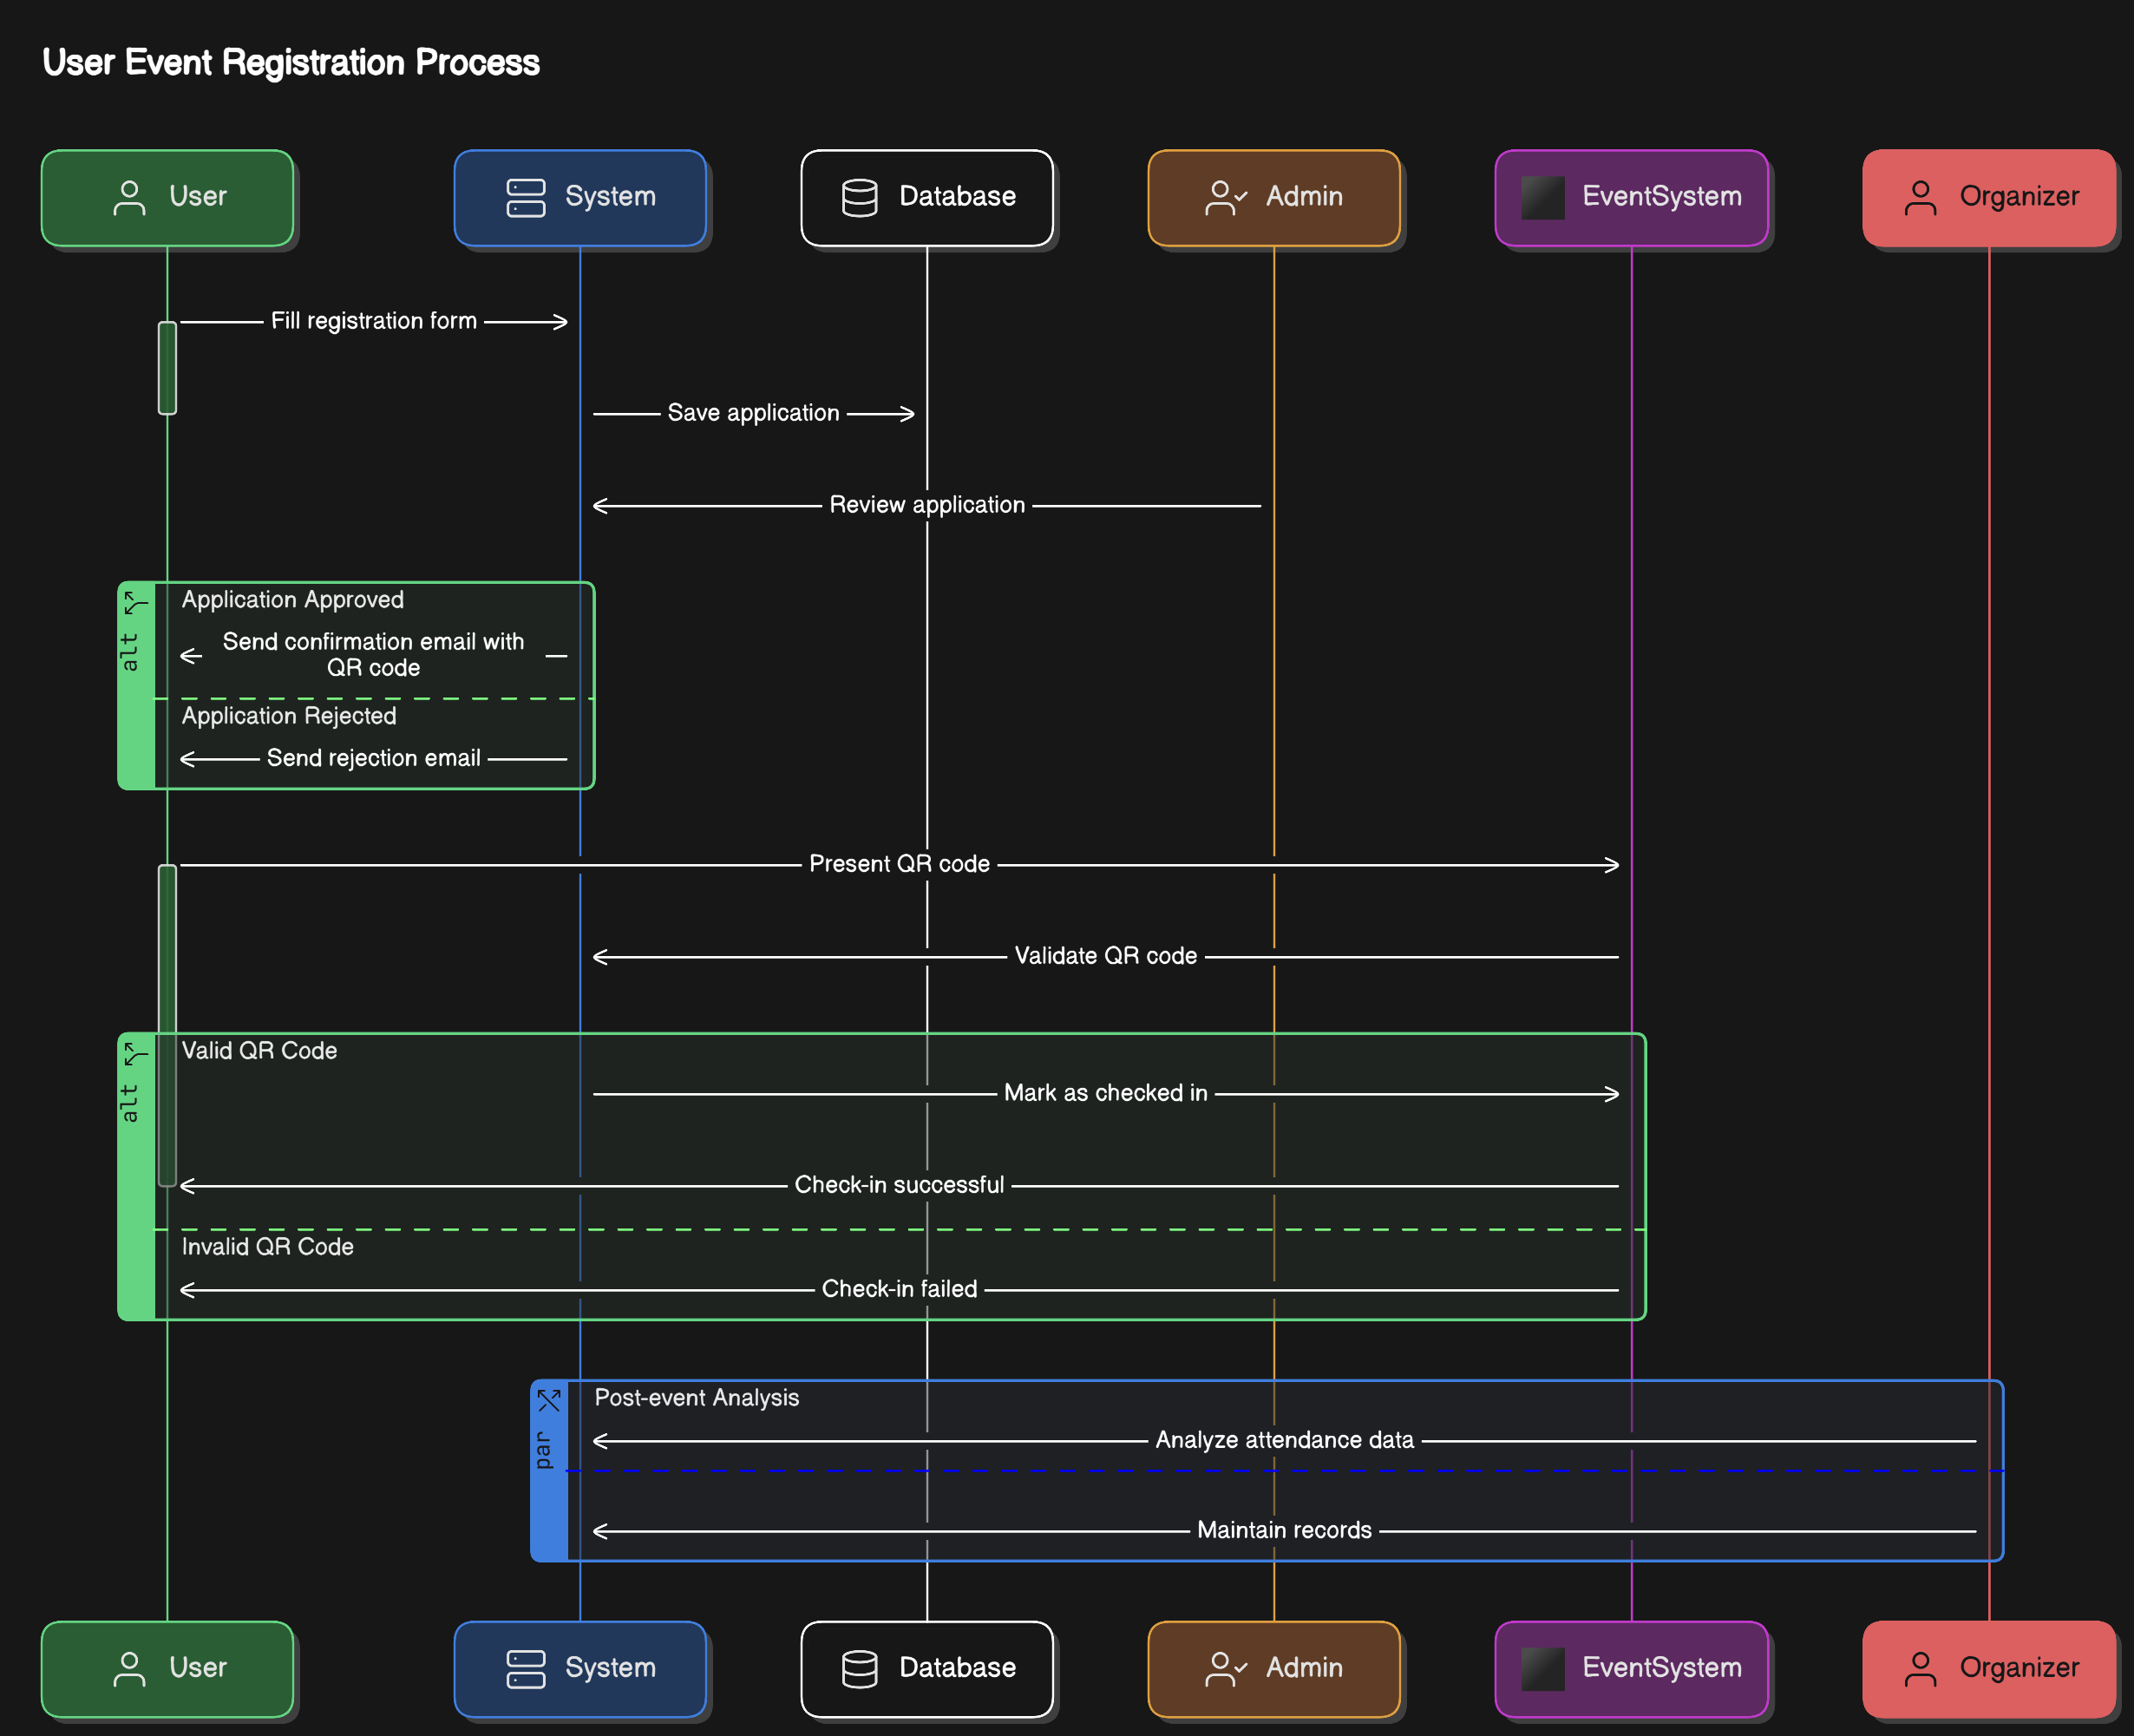 User Event Registration Process
User
System
Database
Admin
EventSystem
Organizer
Fill registration form
Save application
Review application
alt
Application Approved
Send confirmation email with
QR code
Application Rejected
Send rejection email
Present QR code
Validate QR code
alt
Valid QR Code
Mark as checked in
Check-in successful
Invalid QR Code
Check-in failed
par
Post-event Analysis
Analyze attendance data
Maintain records
User
System
Database
Admin
EventSystem
Organizer